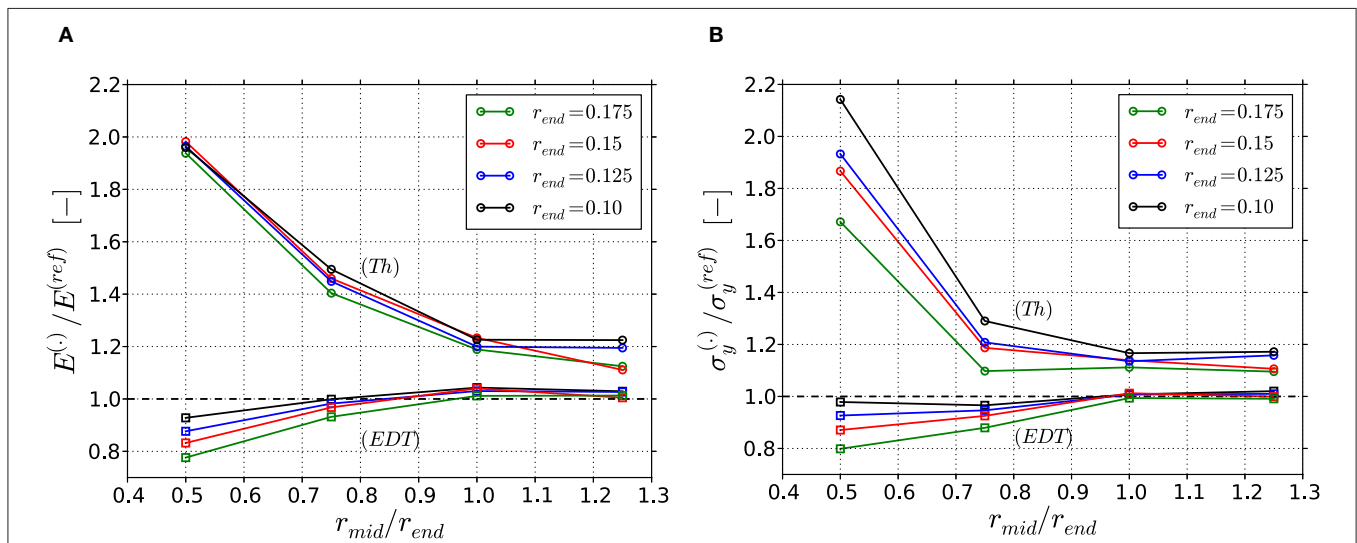 A
E^(.)/E^(ref) [−]
2.2
2.0
1.8
1.6
1.4
1.2
1.0
0.8
r_end=0.175
r_end=0.15
r_end=0.125
r_end=0.10
(Th)
(EDT)
0.4 0.5 0.6 0.7 0.8 0.9 1.0 1.1 1.2 1.3
r_mid/r_end
B
σ_y^(.)/σ_y^(ref) [−]
2.2
2.0
1.8
1.6
1.4
1.2
1.0
0.8
r_end=0.175
r_end=0.15
r_end=0.125
r_end=0.10
(Th)
(EDT)
0.4 0.5 0.6 0.7 0.8 0.9 1.0 1.1 1.2 1.3
r_mid/r_end